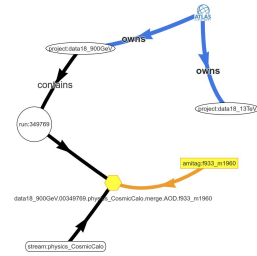 ATLAS
owns
project:data18_900GeV
owns
contains
project:data18_13TeV
run:349769
amitag:f933_m1960
data18_900GeV.00349769.physics_CosmicCalo.merge.AOD.f933_m1960
stream:physics_CosmicCalo